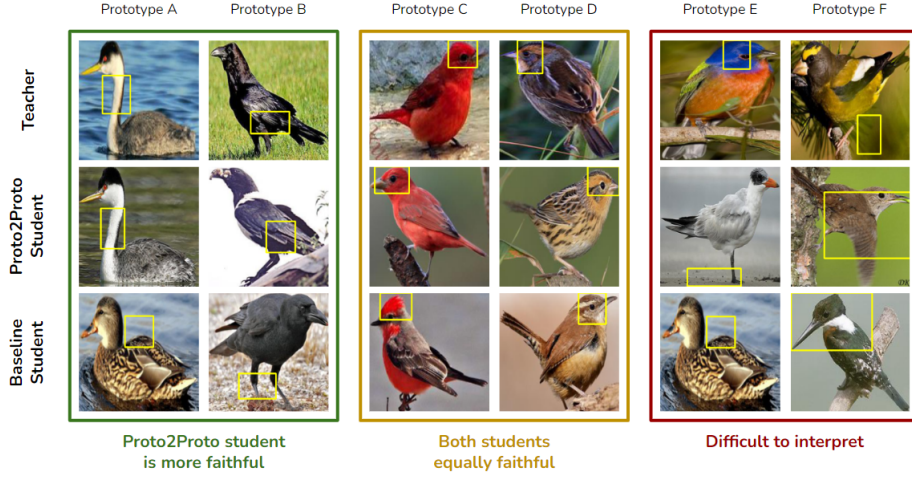 Prototype A Prototype B Prototype C Prototype D Prototype E Prototype F
Teacher
Proto2Proto
Student
DK
Baseline
Student
Proto2Proto student
is more faithful
Both students
equally faithful
Difficult to interpret